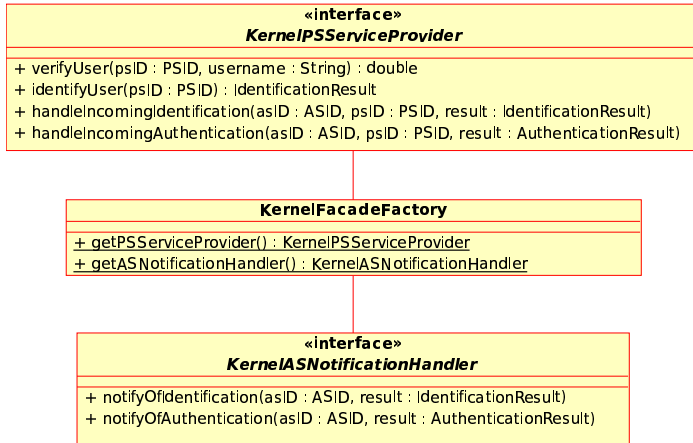 «interface»
KernelPSServiceProvider
+ verifyUser(psID : PSID, username : String) : double
+ identifyUser(psID : PSID) : IdentificationResult
+ handleIncomingIdentification(asID : ASID, psID : PSID, result : IdentificationResult)
+ handleIncomingAuthentication(asID : ASID, psID : PSID, result : AuthenticationResult)
KernelFacadeFactory
+ getPSServiceProvider() : KernelPSServiceProvider
+ getASNotificationHandler() : KernelASNotificationHandler
«interface»
KernelASNotificationHandler
+ notifyOfIdentification(asID : ASID, result : IdentificationResult)
+ notifyOfAuthentication(asID : ASID, result : AuthenticationResult)